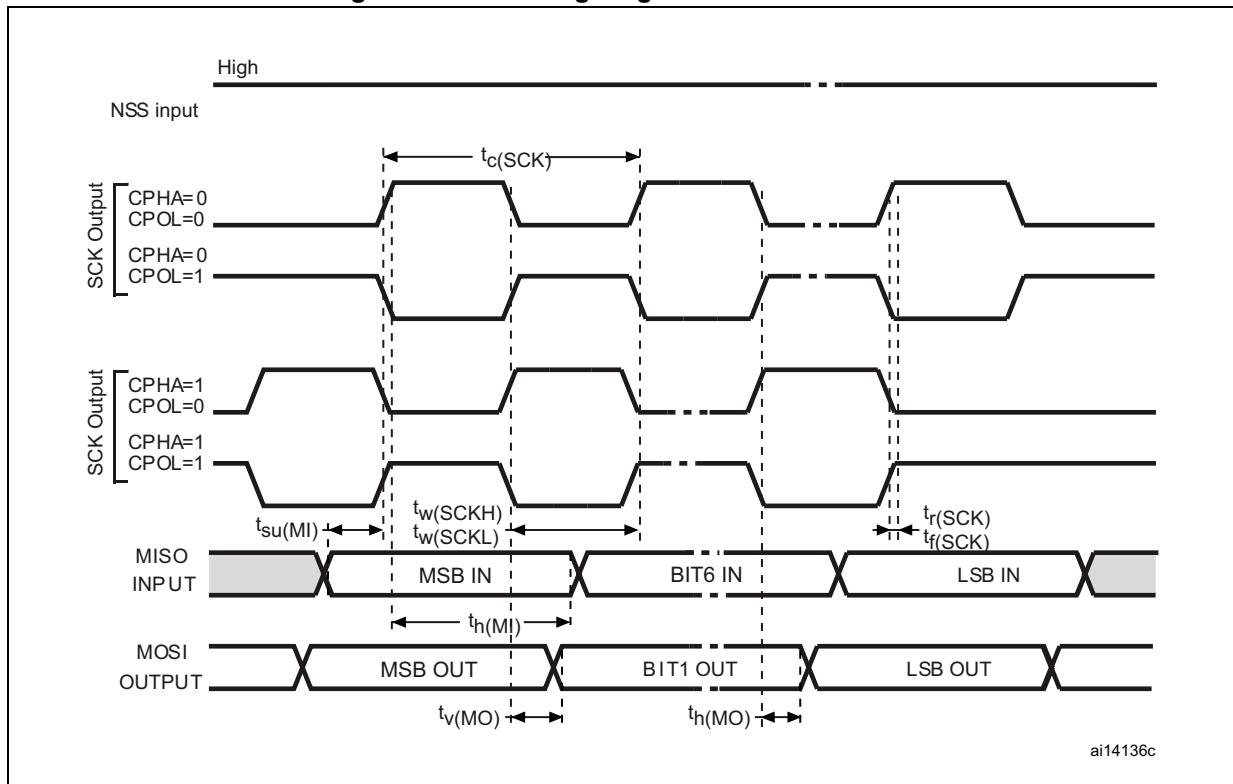 High
NSS input
tc(SCK)
SCK Output
CPHA=0
CPOL=0
CPHA=0
CPOL=1
SCK Output
CPHA=1
CPOL=0
CPHA=1
CPOL=1
tsu(MI)
tw(SCKH)
tw(SCKL)
tr(SCK)
tf(SCK)
MISO
INPUT
MSB IN
BIT6 IN
LSB IN
th(MI)
MOSI
OUTPUT
MSB OUT
BIT1 OUT
LSB OUT
tv(MO)
th(MO)
ai14136c